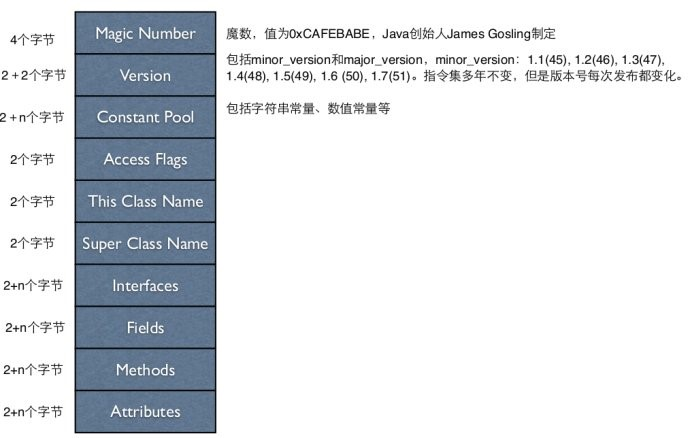 4个字节 Magic Number 魔数，值为0xCAFEBABE，Java创始人James Gosling制定
2＋2个字节 Version 包括minor_version和major_version，minor_version：1.1(45), 1.2(46), 1.3(47),
1.4(48), 1.5(49), 1.6 (50), 1.7(51)。指令集多年不变，但是版本号每次发布都变化。
2＋n个字节 Constant Pool 包括字符串常量、数值常量等
2个字节 Access Flags
2个字节 This Class Name
2个字节 Super Class Name
2+n个字节 Interfaces
2+n个字节 Fields
2+n个字节 Methods
2+n个字节 Attributes